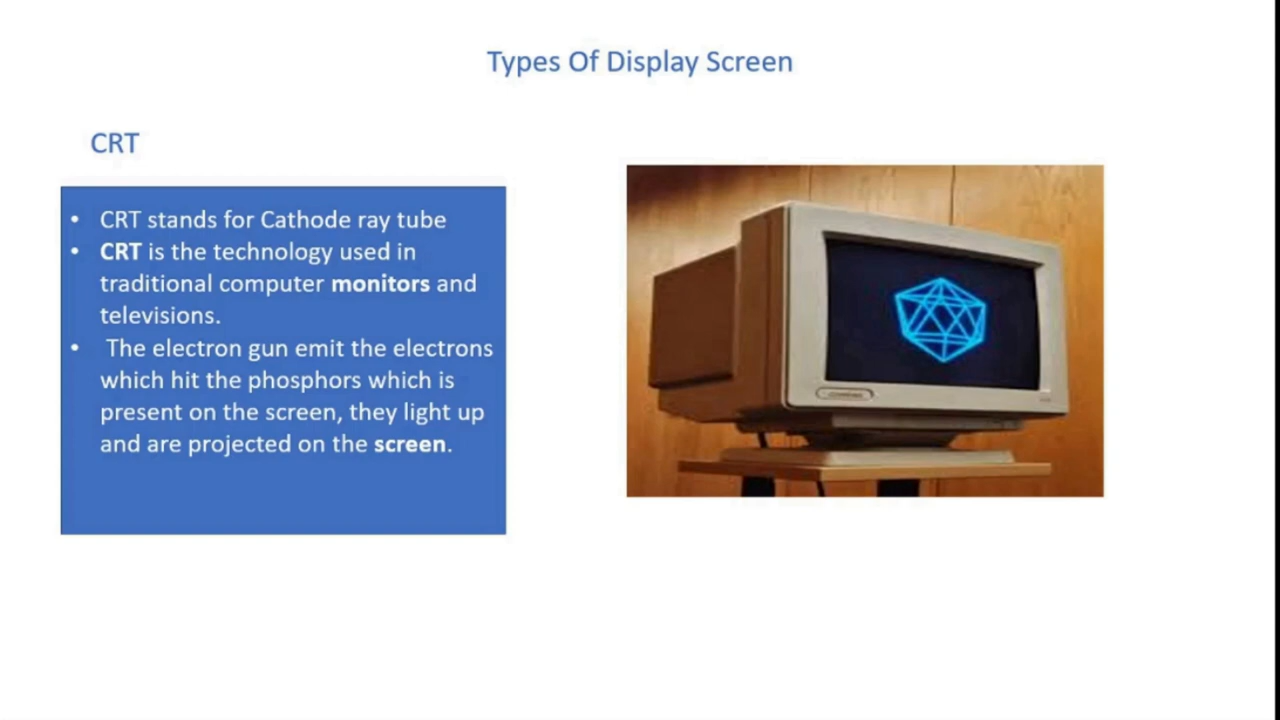 Types Of Display Screen
CRT
• CRT stands for Cathode ray tube
• CRT is the technology used in
traditional computer monitors and
televisions.
• The electron gun emit the electrons
which hit the phosphors which is
present on the screen, they light up
and are projected on the screen.